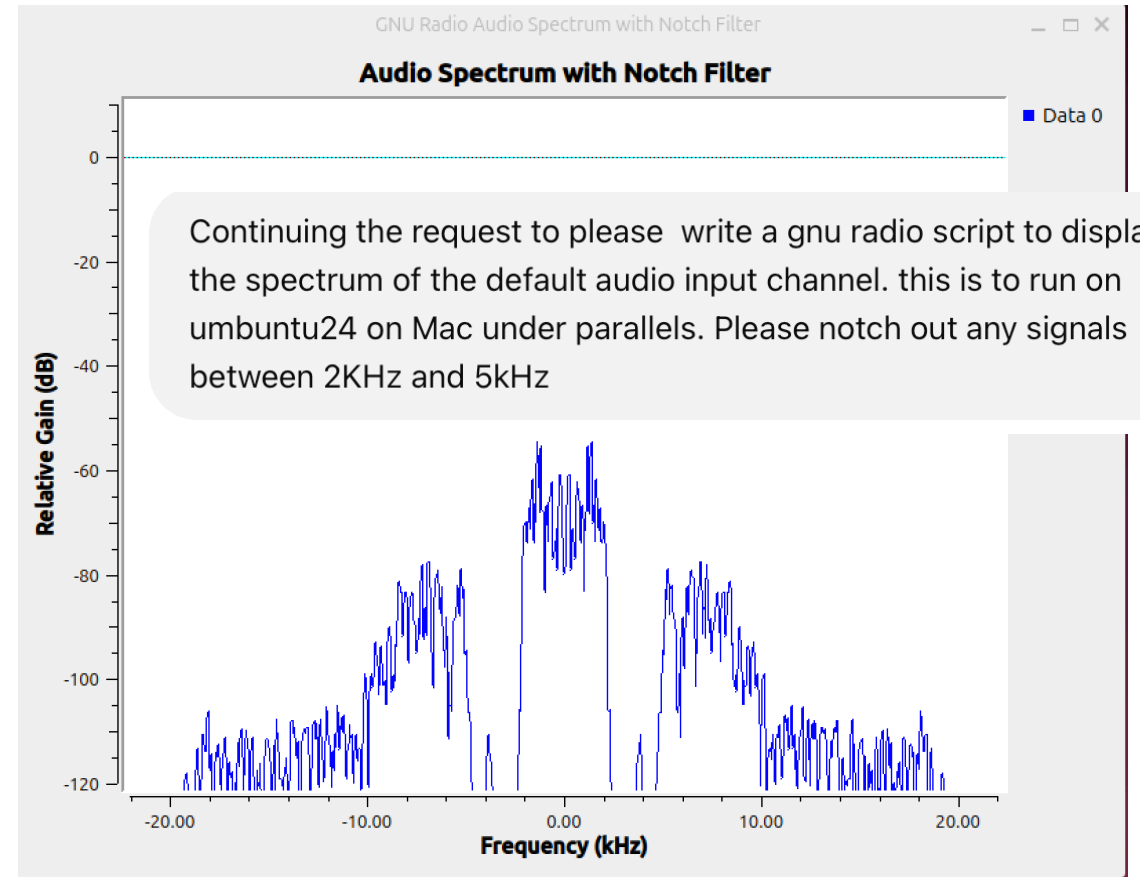 GNU Radio Audio Spectrum with Notch Filter
Audio Spectrum with Notch Filter
Data 0
Continuing the request to please  write a gnu radio script to displa
the spectrum of the default audio input channel. this is to run on
umbuntu24 on Mac under parallels. Please notch out any signals
between 2KHz and 5kHz
Relative Gain (dB)
0
-20
-40
-60
-80
-100
-120
-20.00 -10.00 0.00 10.00 20.00
Frequency (kHz)